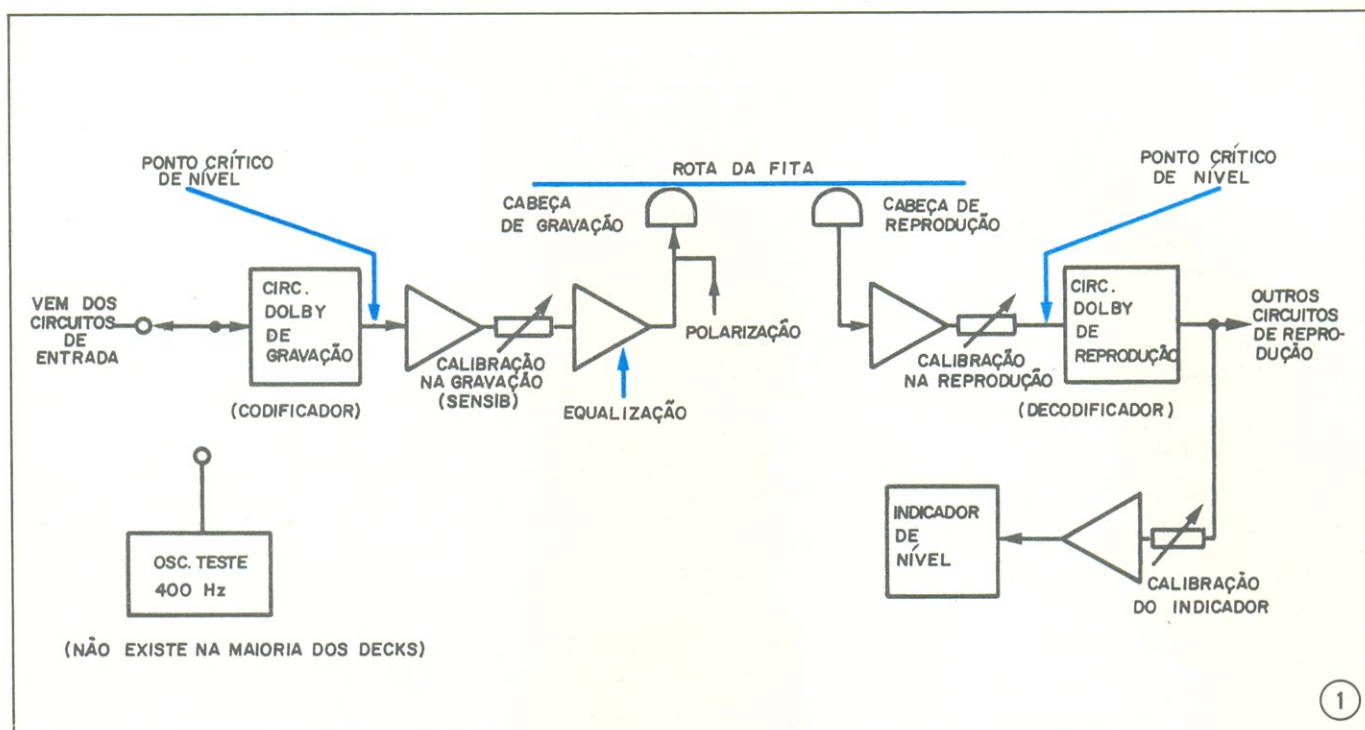 PONTO CRÍTICO
DE NÍVEL
ROTA DA FITA
PONTO CRÍTICO
DE NÍVEL
CABEÇA
DE GRAVAÇÃO
CABEÇA DE
REPRODUÇÃO
VEM DOS
CIRCUITOS
DE
ENTRADA
CIRC.
DOLBY
DE
GRAVAÇÃO
(CODIFICADOR)
CALIBRAÇÃO
NA GRAVAÇÃO
(SENSIB)
EQUALIZAÇÃO
POLARIZAÇÃO
CALIBRAÇÃO
NA REPRODUÇÃO
CIRC.
DOLBY
DE
REPRODUÇÃO
(DECODIFICADOR)
OUTROS
CIRCUITOS
DE REPRO-
DUÇÃO
OSC. TESTE
400 Hz
(NÃO EXISTE NA MAIORIA DOS DECKS)
INDICADOR
DE
NÍVEL
CALIBRAÇÃO
DO INDICADOR
1